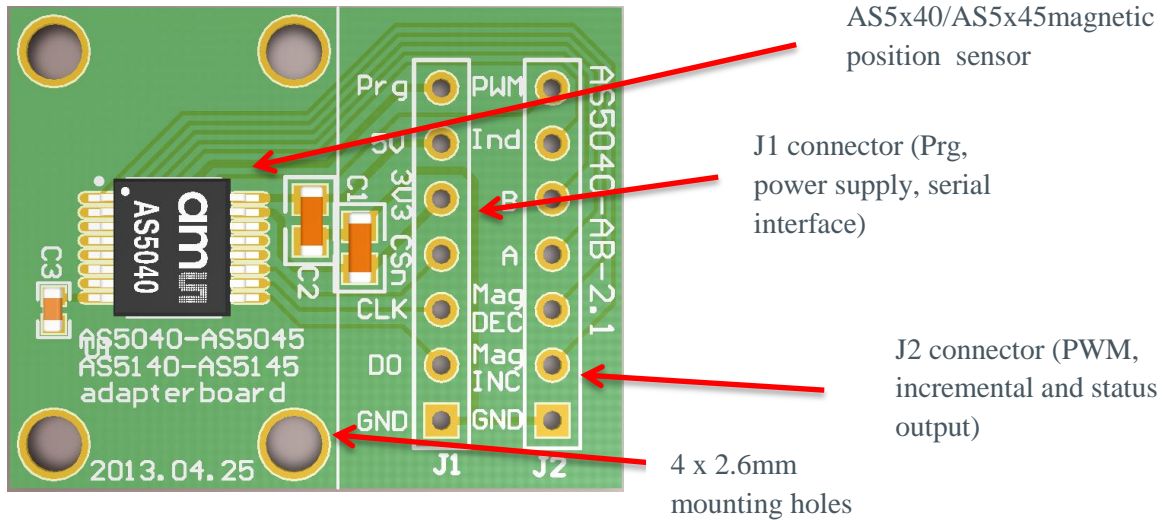 AS5x40/AS5x45magnetic
position sensor
J1 connector (Prg,
power supply, serial
interface)
J2 connector (PWM,
incremental and status
output)
4 x 2.6mm
mounting holes
Prg
5V
3V3
CSn
CLK
DO
GND
J1
PWM
Ind
B
A
Mag
DEC
Mag
INC
GND
J2
AS5040-AB-2.1
C1
C2
C3
am
AS5040
U1
AS5040-AS5045
AS5140-AS5145
adapterboard
2013.04.25